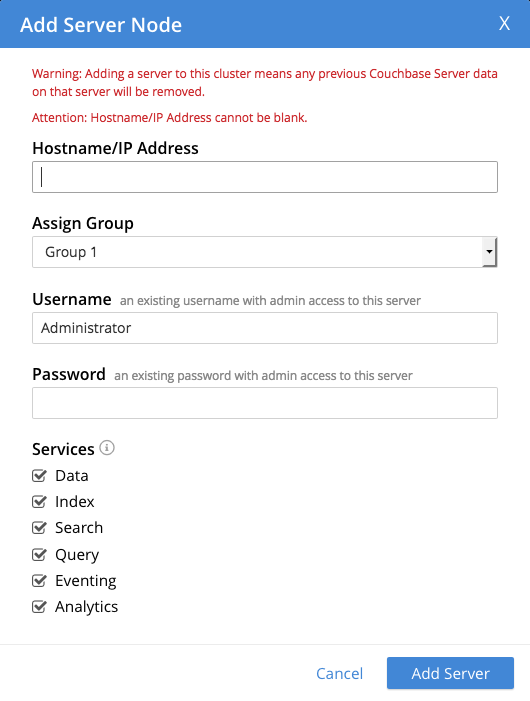 Add Server Node X
Warning: Adding a server to this cluster means any previous Couchbase Server data
on that server will be removed.
Attention: Hostname/IP Address cannot be blank.
Hostname/IP Address
Assign Group
Group 1
Username an existing username with admin access to this server
Administrator
Password an existing password with admin access to this server
Services
Data
Index
Search
Query
Eventing
Analytics
Cancel Add Server